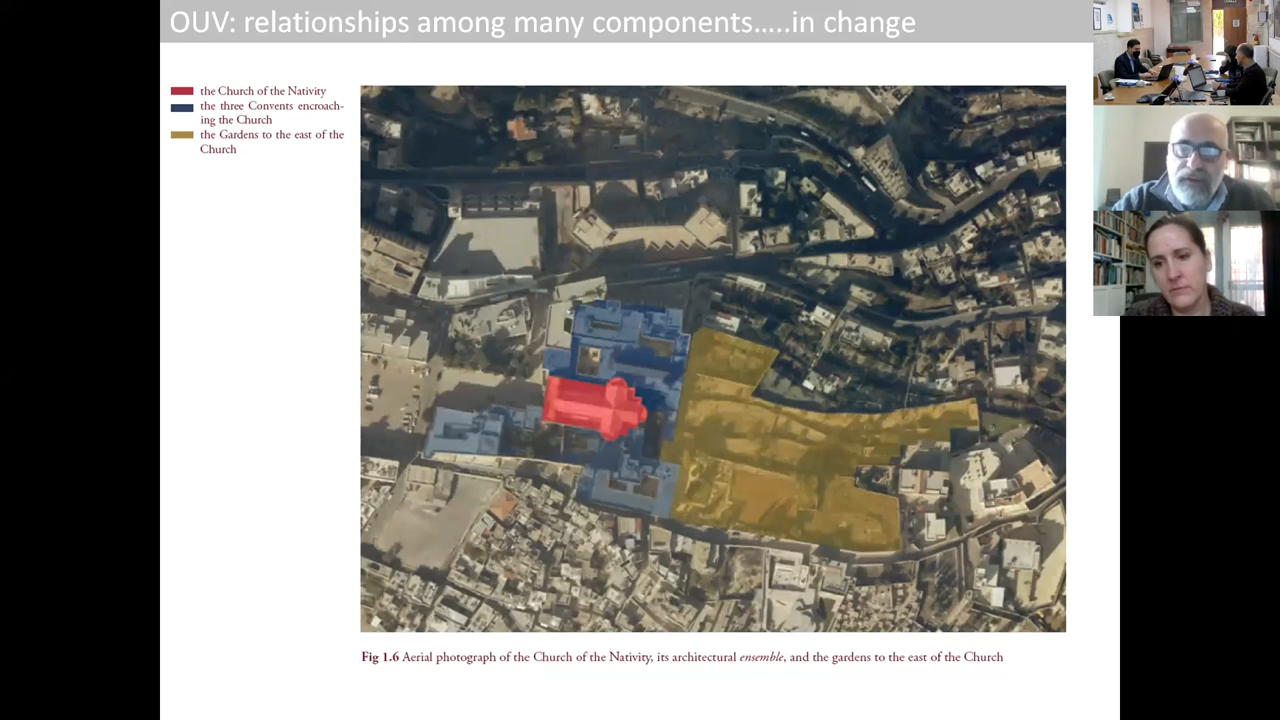 OUV: relationships among many components.....in change
the Church of the Nativity
the three Convents encroach-
ing the Church
the Gardens to the east of the
Church
Fig 1.6 Aerial photograph of the Church of the Nativity, its architectural ensemble, and the gardens to the east of the Church